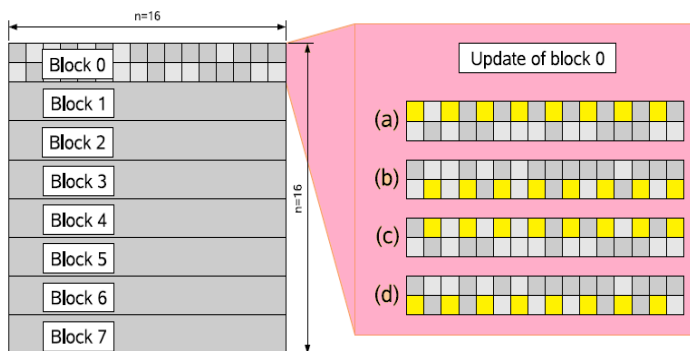 n=16
Block 0
Block 1
Block 2
Block 3
Block 4
Block 5
Block 6
Block 7
n=16
Update of block 0
(a)
(b)
(c)
(d)